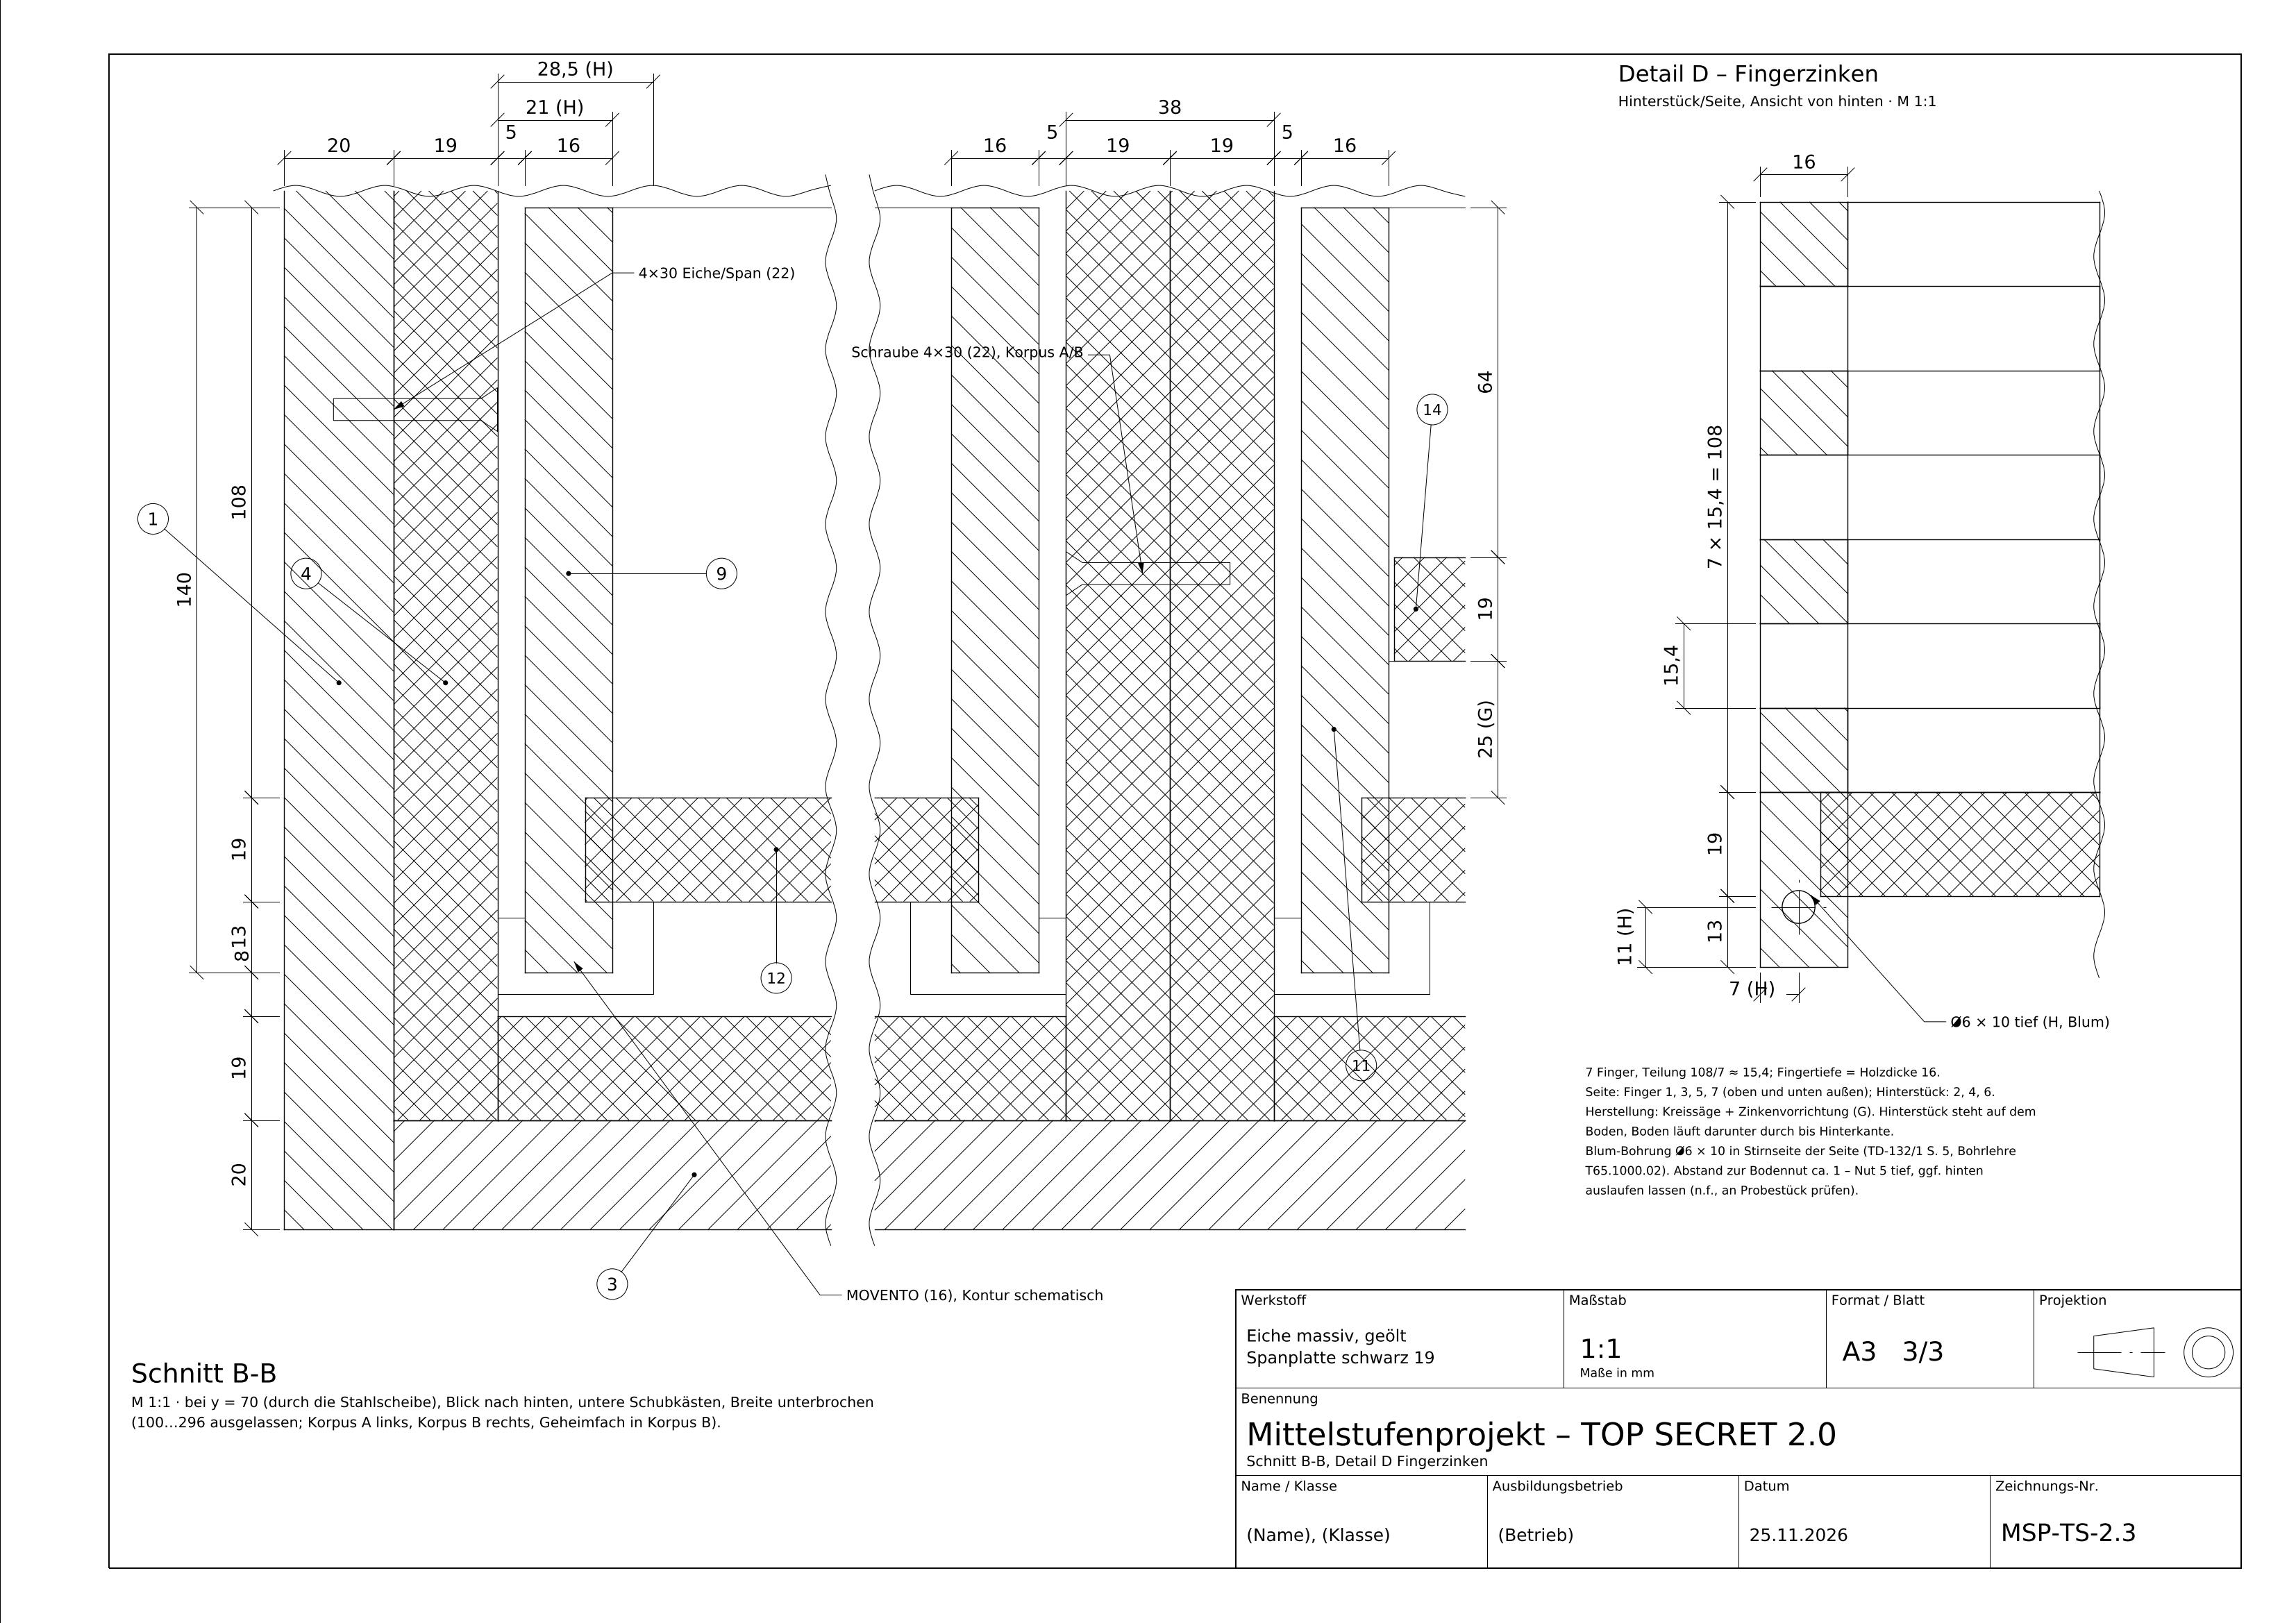 28,5 (H)
21 (H)
5
20
19
16
16
5
38
19
19
5
16
4×30 Eiche/Span (22)
Schraube 4×30 (22), Korpus A/B
108
140
19
13
8
19
20
64
19
25 (G)
1
4
9
14
12
11
3
MOVENTO (16), Kontur schematisch
Detail D – Fingerzinken
Hinterstück/Seite, Ansicht von hinten · M 1:1
16
7 × 15,4 = 108
15,4
19
13
11 (H)
7 (H)
Ø6 × 10 tief (H, Blum)
7 Finger, Teilung 108/7 ≈ 15,4; Fingertiefe = Holzdicke 16.
Seite: Finger 1, 3, 5, 7 (oben und unten außen); Hinterstück: 2, 4, 6.
Herstellung: Kreissäge + Zinkenvorrichtung (G). Hinterstück steht auf dem
Boden, Boden läuft darunter durch bis Hinterkante.
Blum-Bohrung Ø6 × 10 in Stirnseite der Seite (TD-132/1 S. 5, Bohrlehre
T65.1000.02). Abstand zur Bodennut ca. 1 – Nut 5 tief, ggf. hinten
auslaufen lassen (n.f., an Probestück prüfen).
Schnitt B-B
M 1:1 · bei y = 70 (durch die Stahlscheibe), Blick nach hinten, untere Schubkästen, Breite unterbrochen
(100…296 ausgelassen; Korpus A links, Korpus B rechts, Geheimfach in Korpus B).
Werkstoff
Eiche massiv, geölt
Spanplatte schwarz 19
Maßstab
1:1
Maße in mm
Format / Blatt
A3 3/3
Projektion
Benennung
Mittelstufenprojekt – TOP SECRET 2.0
Schnitt B-B, Detail D Fingerzinken
Name / Klasse
(Name), (Klasse)
Ausbildungsbetrieb
(Betrieb)
Datum
25.11.2026
Zeichnungs-Nr.
MSP-TS-2.3